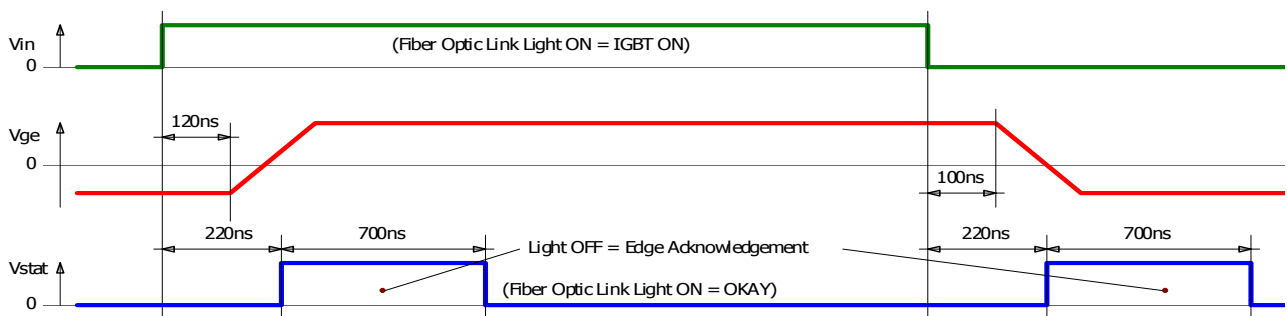 Vin
0
(Fiber Optic Link Light ON = IGBT ON)
120ns
Vge
0
100ns
220ns
700ns
Light OFF = Edge Acknowledgement
220ns
700ns
Vstat
0
(Fiber Optic Link Light ON = OKAY)